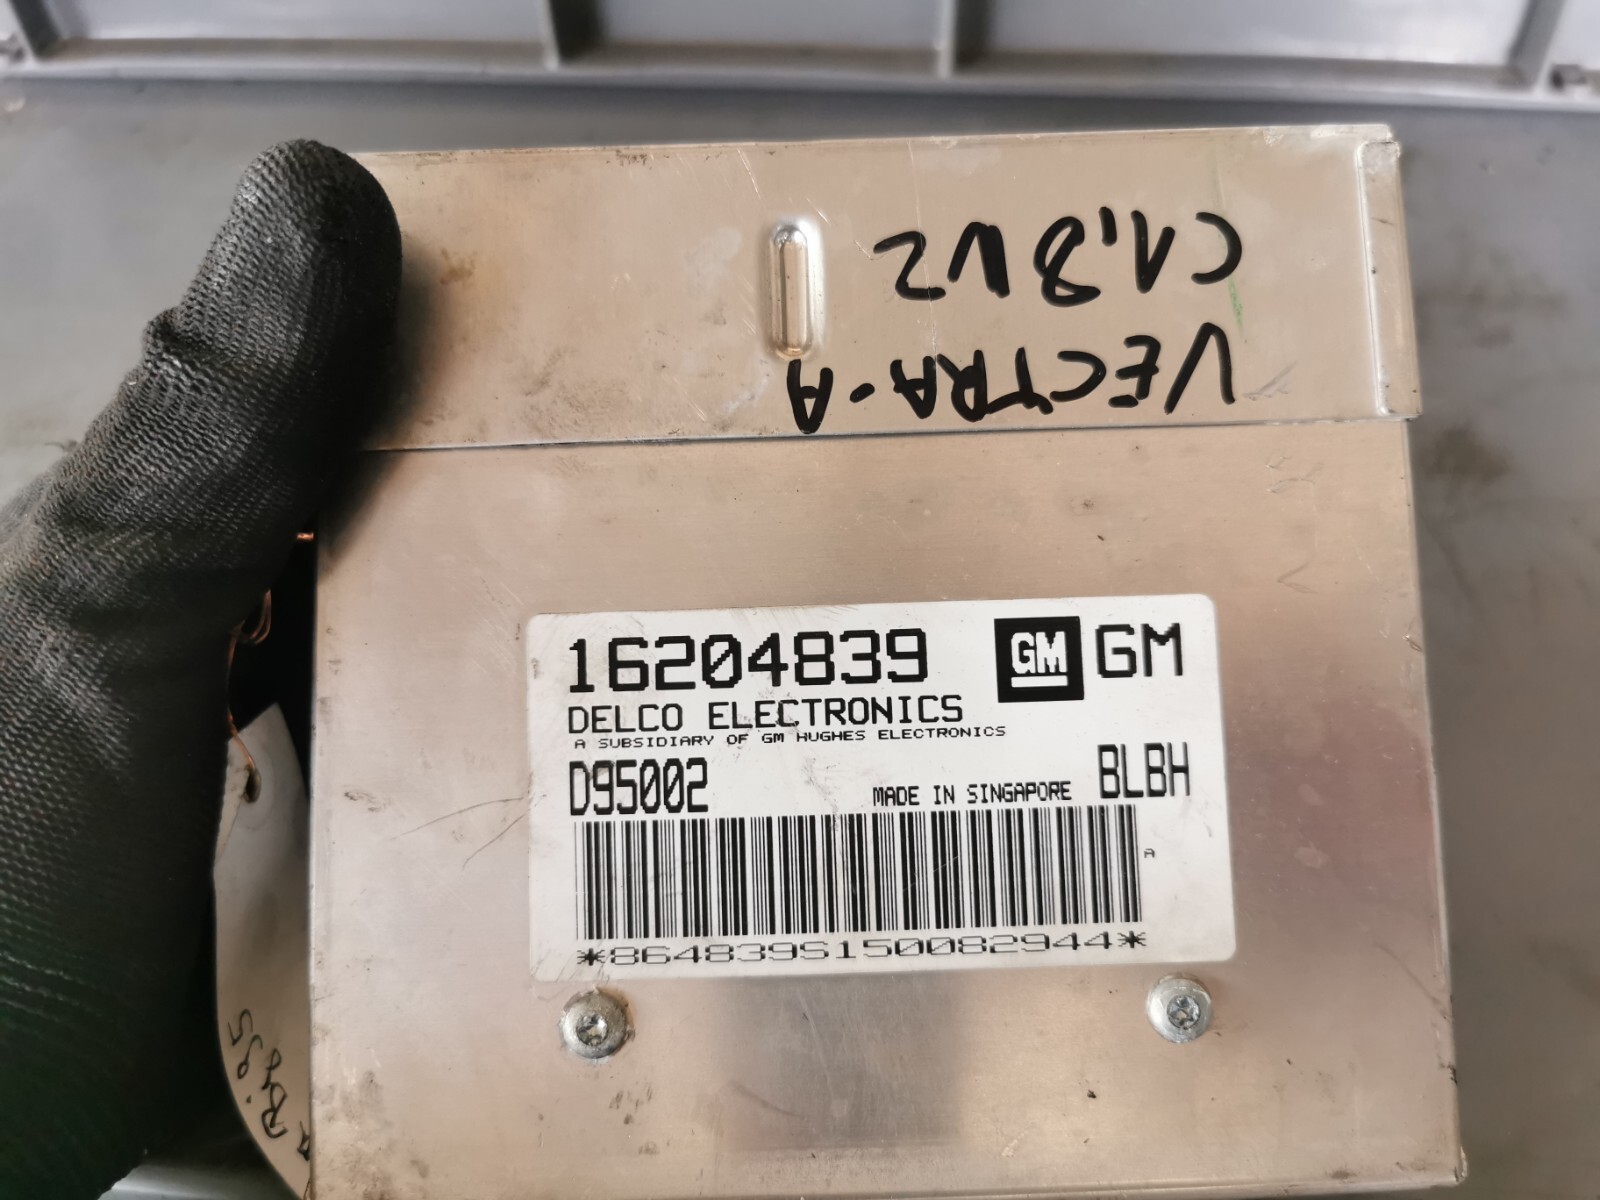 VECTRA-A
C1,8 NZ
16204839 GM GM
DELCO ELECTRONICS
A SUBSIDIARY OF GM HUGHES ELECTRONICS
D95002 MADE IN SINGAPORE BLBH
A
*864839S150082944*